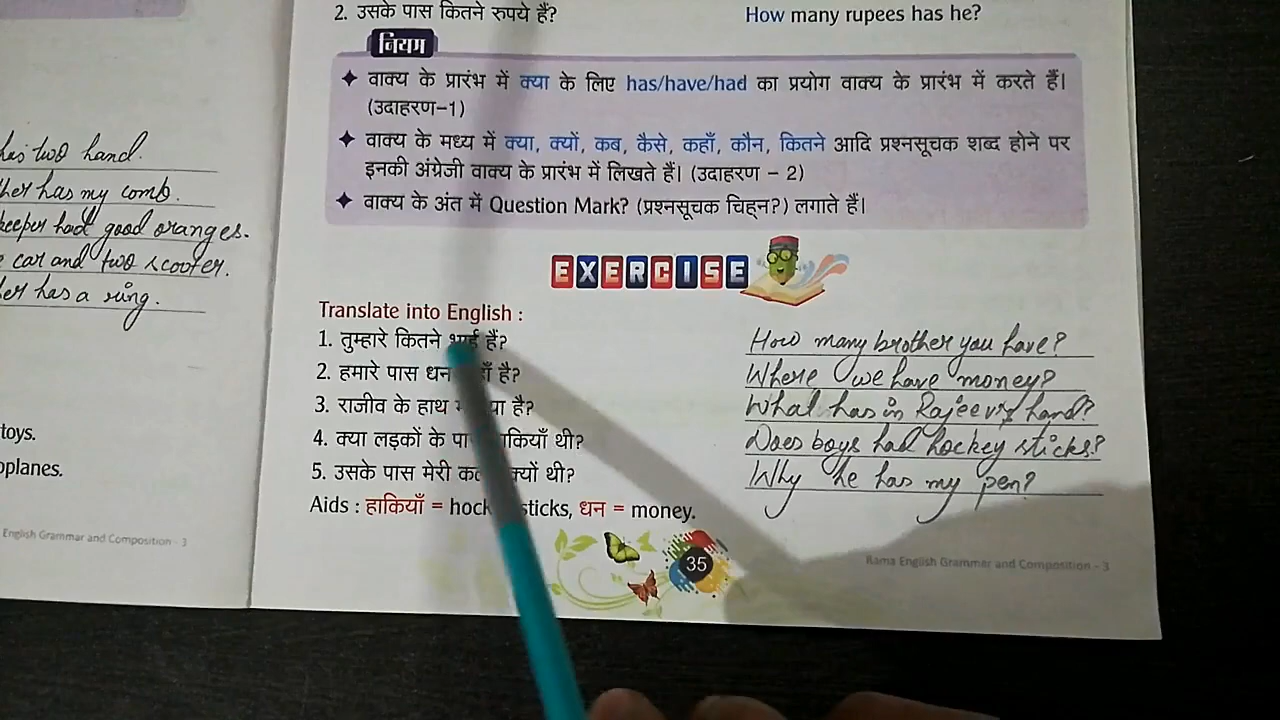 2. उसके पास कितने रुपये हैं? How many rupees has he?
नियम
वाक्य के प्रारंभ में क्या के लिए has/have/had का प्रयोग वाक्य के प्रारंभ में करते हैं।
(उदाहरण-1)
वाक्य के मध्य में क्या, क्यों, कब, कैसे, कहाँ, कौन, कितने आदि प्रश्नसूचक शब्द होने पर
इनकी अंग्रेजी वाक्य के प्रारंभ में लिखते हैं। (उदाहरण - 2)
वाक्य के अंत में Question Mark? (प्रश्नसूचक चिह्न?) लगाते हैं।
has two hand.
has my comb.
had good oranges.
car and two scooter.
has a ring.
toys.
English Grammar and Composition - 3
EXERCISE
Translate into English :
1. तुम्हारे कितने भाई हैं? How many brother you have?
2. हमारे पास धन है? Where we have money?
3. राजीव के हाथ है? What has in Rajeev's hand?
4. क्या लड़कों के थी? Does boys had hockey sticks?
5. उसके पास मेरी क्यों थी? Why he has my pen?
Aids : हाकियाँ = sticks, धन = money.
35
Rama English Grammar and Composition - 3